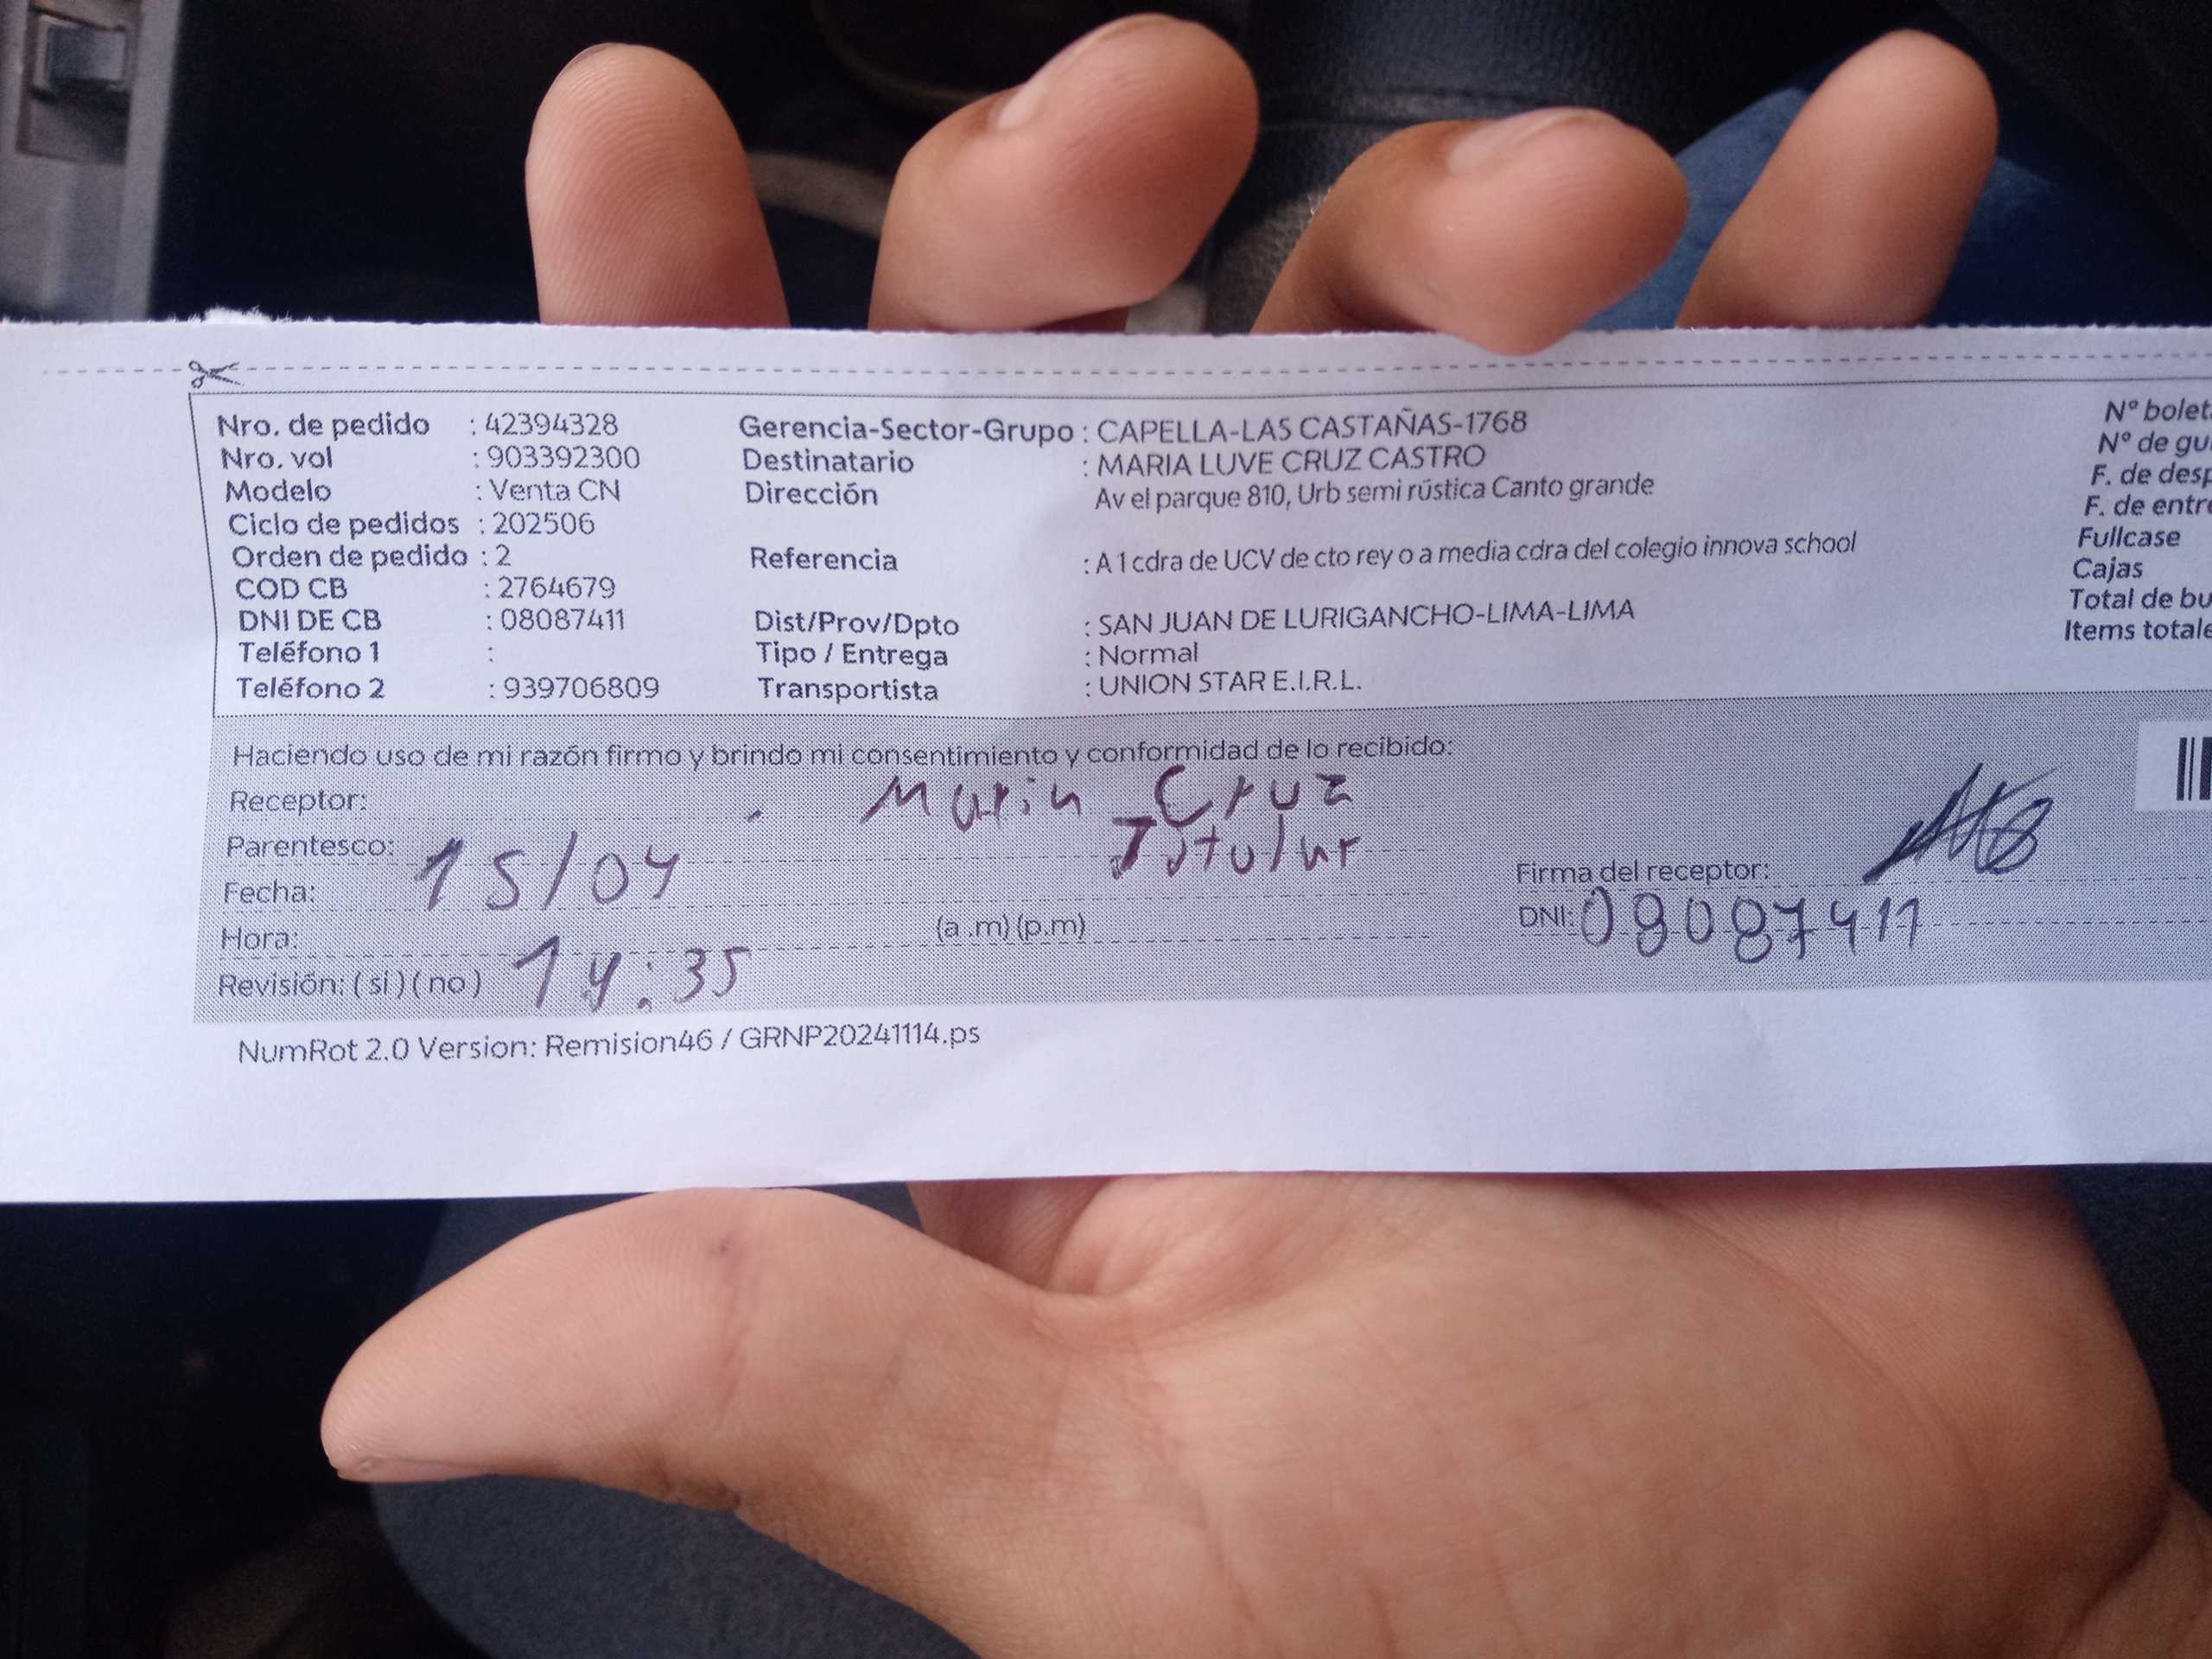 Nro. de pedido : 42394328 Gerencia-Sector-Grupo : CAPELLA-LAS CASTAÑAS-1768 N° bolet
Nro. vol : 903392300 Destinatario : MARIA LUVE CRUZ CASTRO N° de gu
Modelo : Venta CN Dirección Av el parque 810, Urb semi rústica Canto grande F. de desp
Ciclo de pedidos : 202506 F. de entre
Orden de pedido : 2 Referencia : A 1 cdra de UCV de cto rey o a media cdra del colegio innova school Fullcase
COD CB : 2764679 Cajas
DNI DE CB : 08087411 Dist/Prov/Dpto : SAN JUAN DE LURIGANCHO-LIMA-LIMA Total de bu
Teléfono 1 : Tipo / Entrega : Normal Items totale
Teléfono 2 : 939706809 Transportista : UNION STAR E.I.R.L.
Haciendo uso de mi razón firmo y brindo mi consentimiento y conformidad de lo recibido:
Receptor: Maria Cruz
Parentesco: Titular
Fecha: 15/04 Firma del receptor:
Hora: 14:35 (a .m) (p.m) DNI: 08087411
Revisión: ( si ) ( no )
NumRot 2.0 Version: Remision46 / GRNP20241114.ps